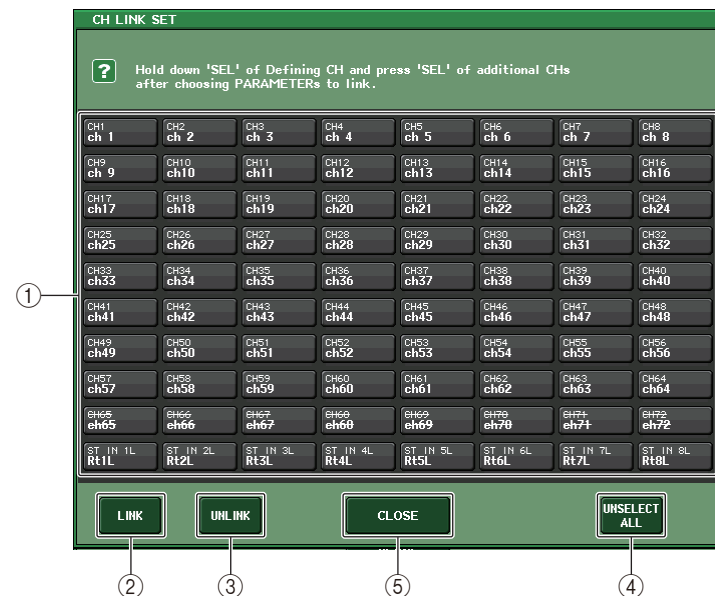 CH LINK SET
? Hold down 'SEL' of Defining CH and press 'SEL' of additional CHs
after choosing PARAMETERs to link.
CH1 CH2 CH3 CH4 CH5 CH6 CH7 CH8
ch 1 ch 2 ch 3 ch 4 ch 5 ch 6 ch 7 ch 8
CH9 CH10 CH11 CH12 CH13 CH14 CH15 CH16
ch 9 ch10 ch11 ch12 ch13 ch14 ch15 ch16
CH17 CH18 CH19 CH20 CH21 CH22 CH23 CH24
ch17 ch18 ch19 ch20 ch21 ch22 ch23 ch24
CH25 CH26 CH27 CH28 CH29 CH30 CH31 CH32
ch25 ch26 ch27 ch28 ch29 ch30 ch31 ch32
CH33 CH34 CH35 CH36 CH37 CH38 CH39 CH40
ch33 ch34 ch35 ch36 ch37 ch38 ch39 ch40
①
CH41 CH42 CH43 CH44 CH45 CH46 CH47 CH48
ch41 ch42 ch43 ch44 ch45 ch46 ch47 ch48
CH49 CH50 CH51 CH52 CH53 CH54 CH55 CH56
ch49 ch50 ch51 ch52 ch53 ch54 ch55 ch56
CH57 CH58 CH59 CH60 CH61 CH62 CH63 CH64
ch57 ch58 ch59 ch60 ch61 ch62 ch63 ch64
CH65 CH66 CH67 CH68 CH69 CH70 CH71 CH72
ch65 ch66 ch67 ch68 ch69 ch70 ch71 ch72
ST IN 1L ST IN 2L ST IN 3L ST IN 4L ST IN 5L ST IN 6L ST IN 7L ST IN 8L
Rt1L Rt2L Rt3L Rt4L Rt5L Rt6L Rt7L Rt8L
LINK UNLINK CLOSE UNSELECT
ALL
② ③ ⑤ ④